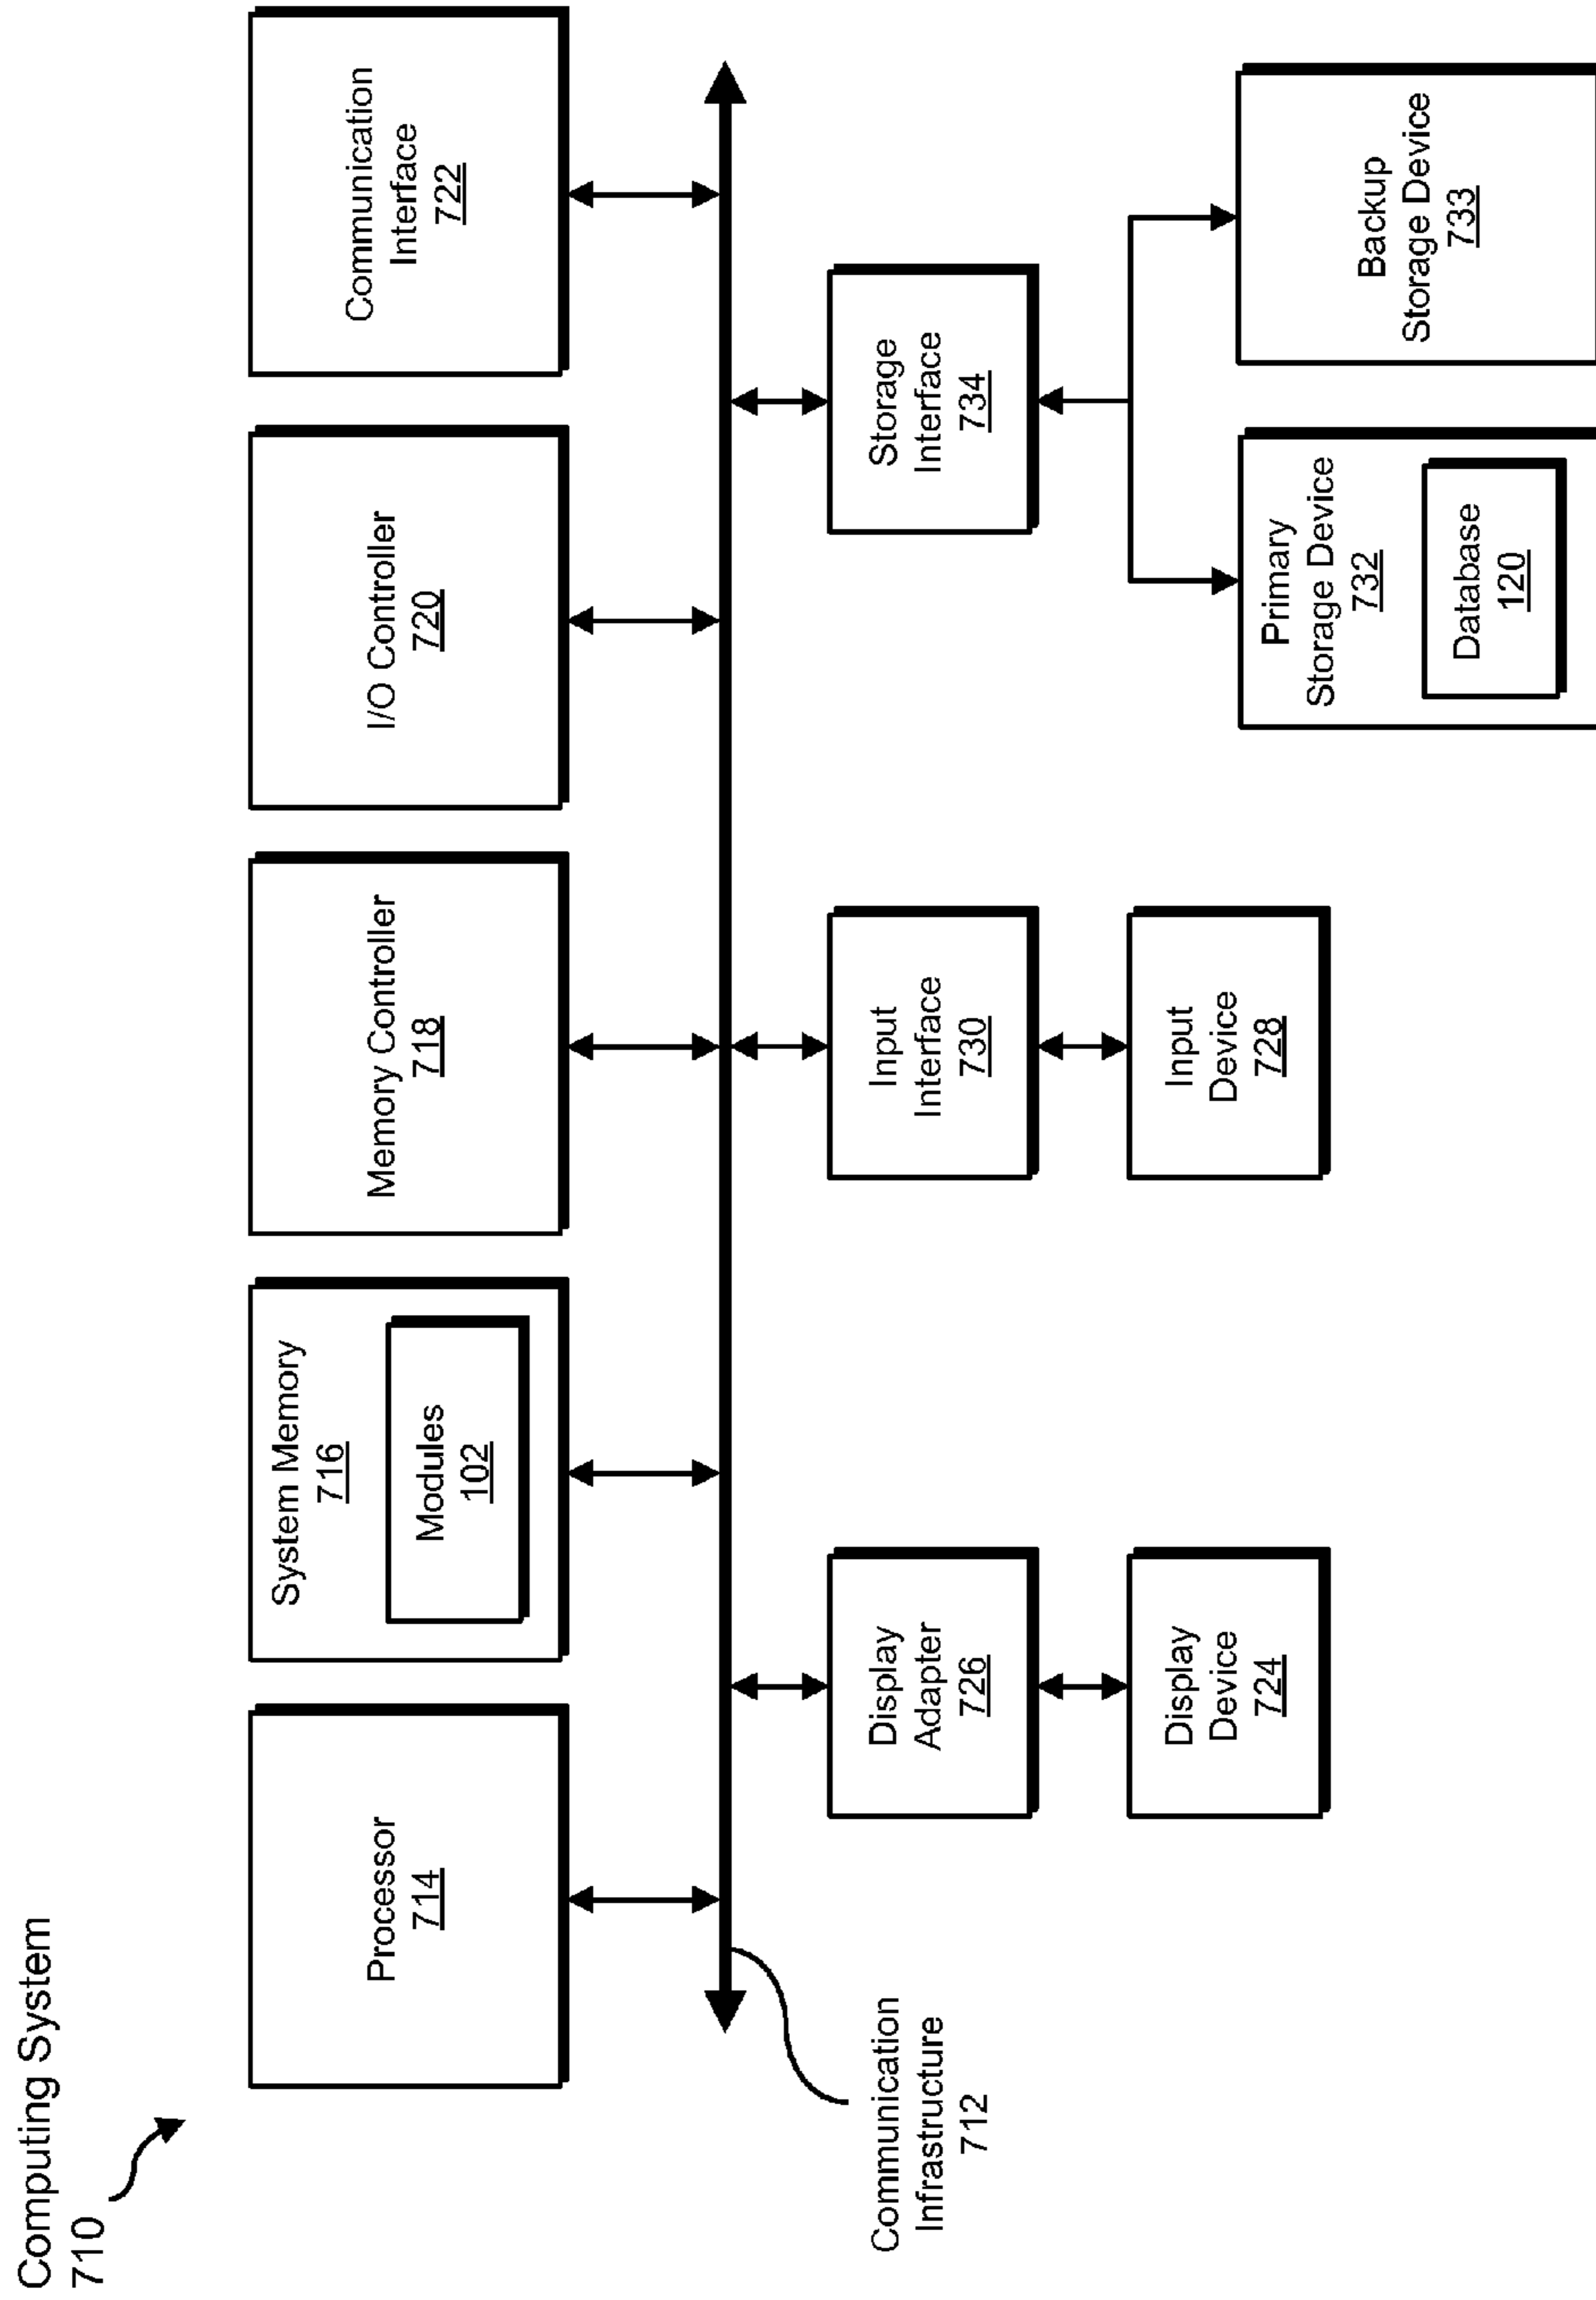 Computing System
710
Processor
714
System Memory
716
Modules
102
Memory Controller
718
I/O Controller
720
Communication
Interface
722
Communication
Infrastructure
712
Display
Adapter
726
Input
Interface
730
Storage
Interface
734
Display
Device
724
Input
Device
728
Primary
Storage Device
732
Database
120
Backup
Storage Device
733